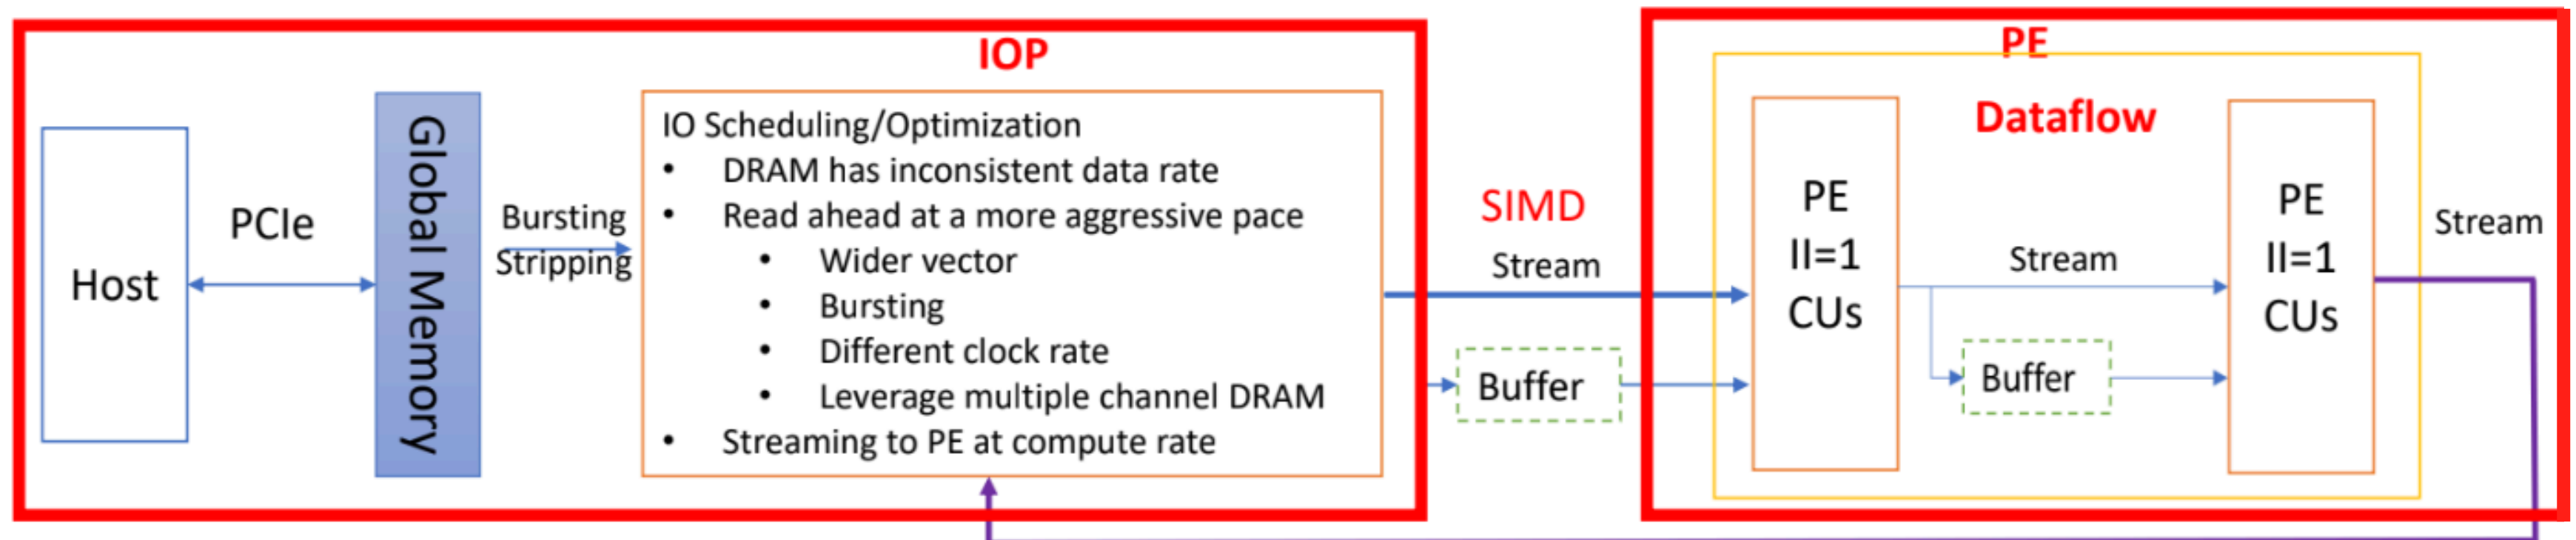 IOP
Host
PCIe
Global Memory
Bursting
Stripping
IO Scheduling/Optimization
• DRAM has inconsistent data rate
• Read ahead at a more aggressive pace
• Wider vector
• Bursting
• Different clock rate
• Leverage multiple channel DRAM
• Streaming to PE at compute rate
SIMD
Stream
Buffer
PE
Dataflow
PE
II=1
CUs
Stream
Buffer
PE
II=1
CUs
Stream